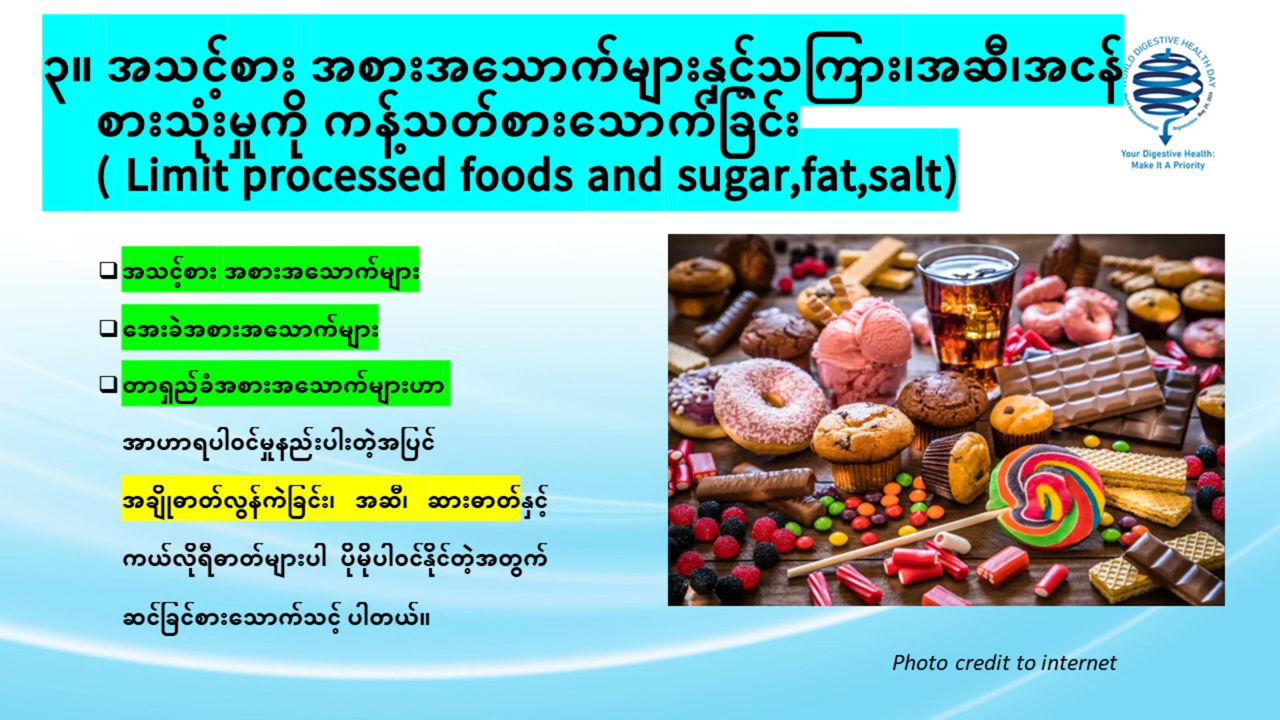 ၃။ အသင့်စား အစားအသောက်များနှင့်သကြား၊အဆီ၊အငန်
စားသုံးမှုကို ကန့်သတ်စားသောက်ခြင်း
( Limit processed foods and sugar,fat,salt)
WORLD DIGESTIVE HEALTH DAY
Your Digestive Health:
Make It A Priority
❑အသင့်စား အစားအသောက်များ
❑အေးခဲအစားအသောက်များ
❑တာရှည်ခံအစားအသောက်များဟာ
အာဟာရပါဝင်မှုနည်းပါးတဲ့အပြင်
အချိုဓာတ်လွန်ကဲခြင်း၊ အဆီ၊ ဆားဓာတ်နှင့်
ကယ်လိုရီဓာတ်များပါ ပိုမိုပါဝင်နိုင်တဲ့အတွက်
ဆင်ခြင်စားသောက်သင့် ပါတယ်။
Photo credit to internet